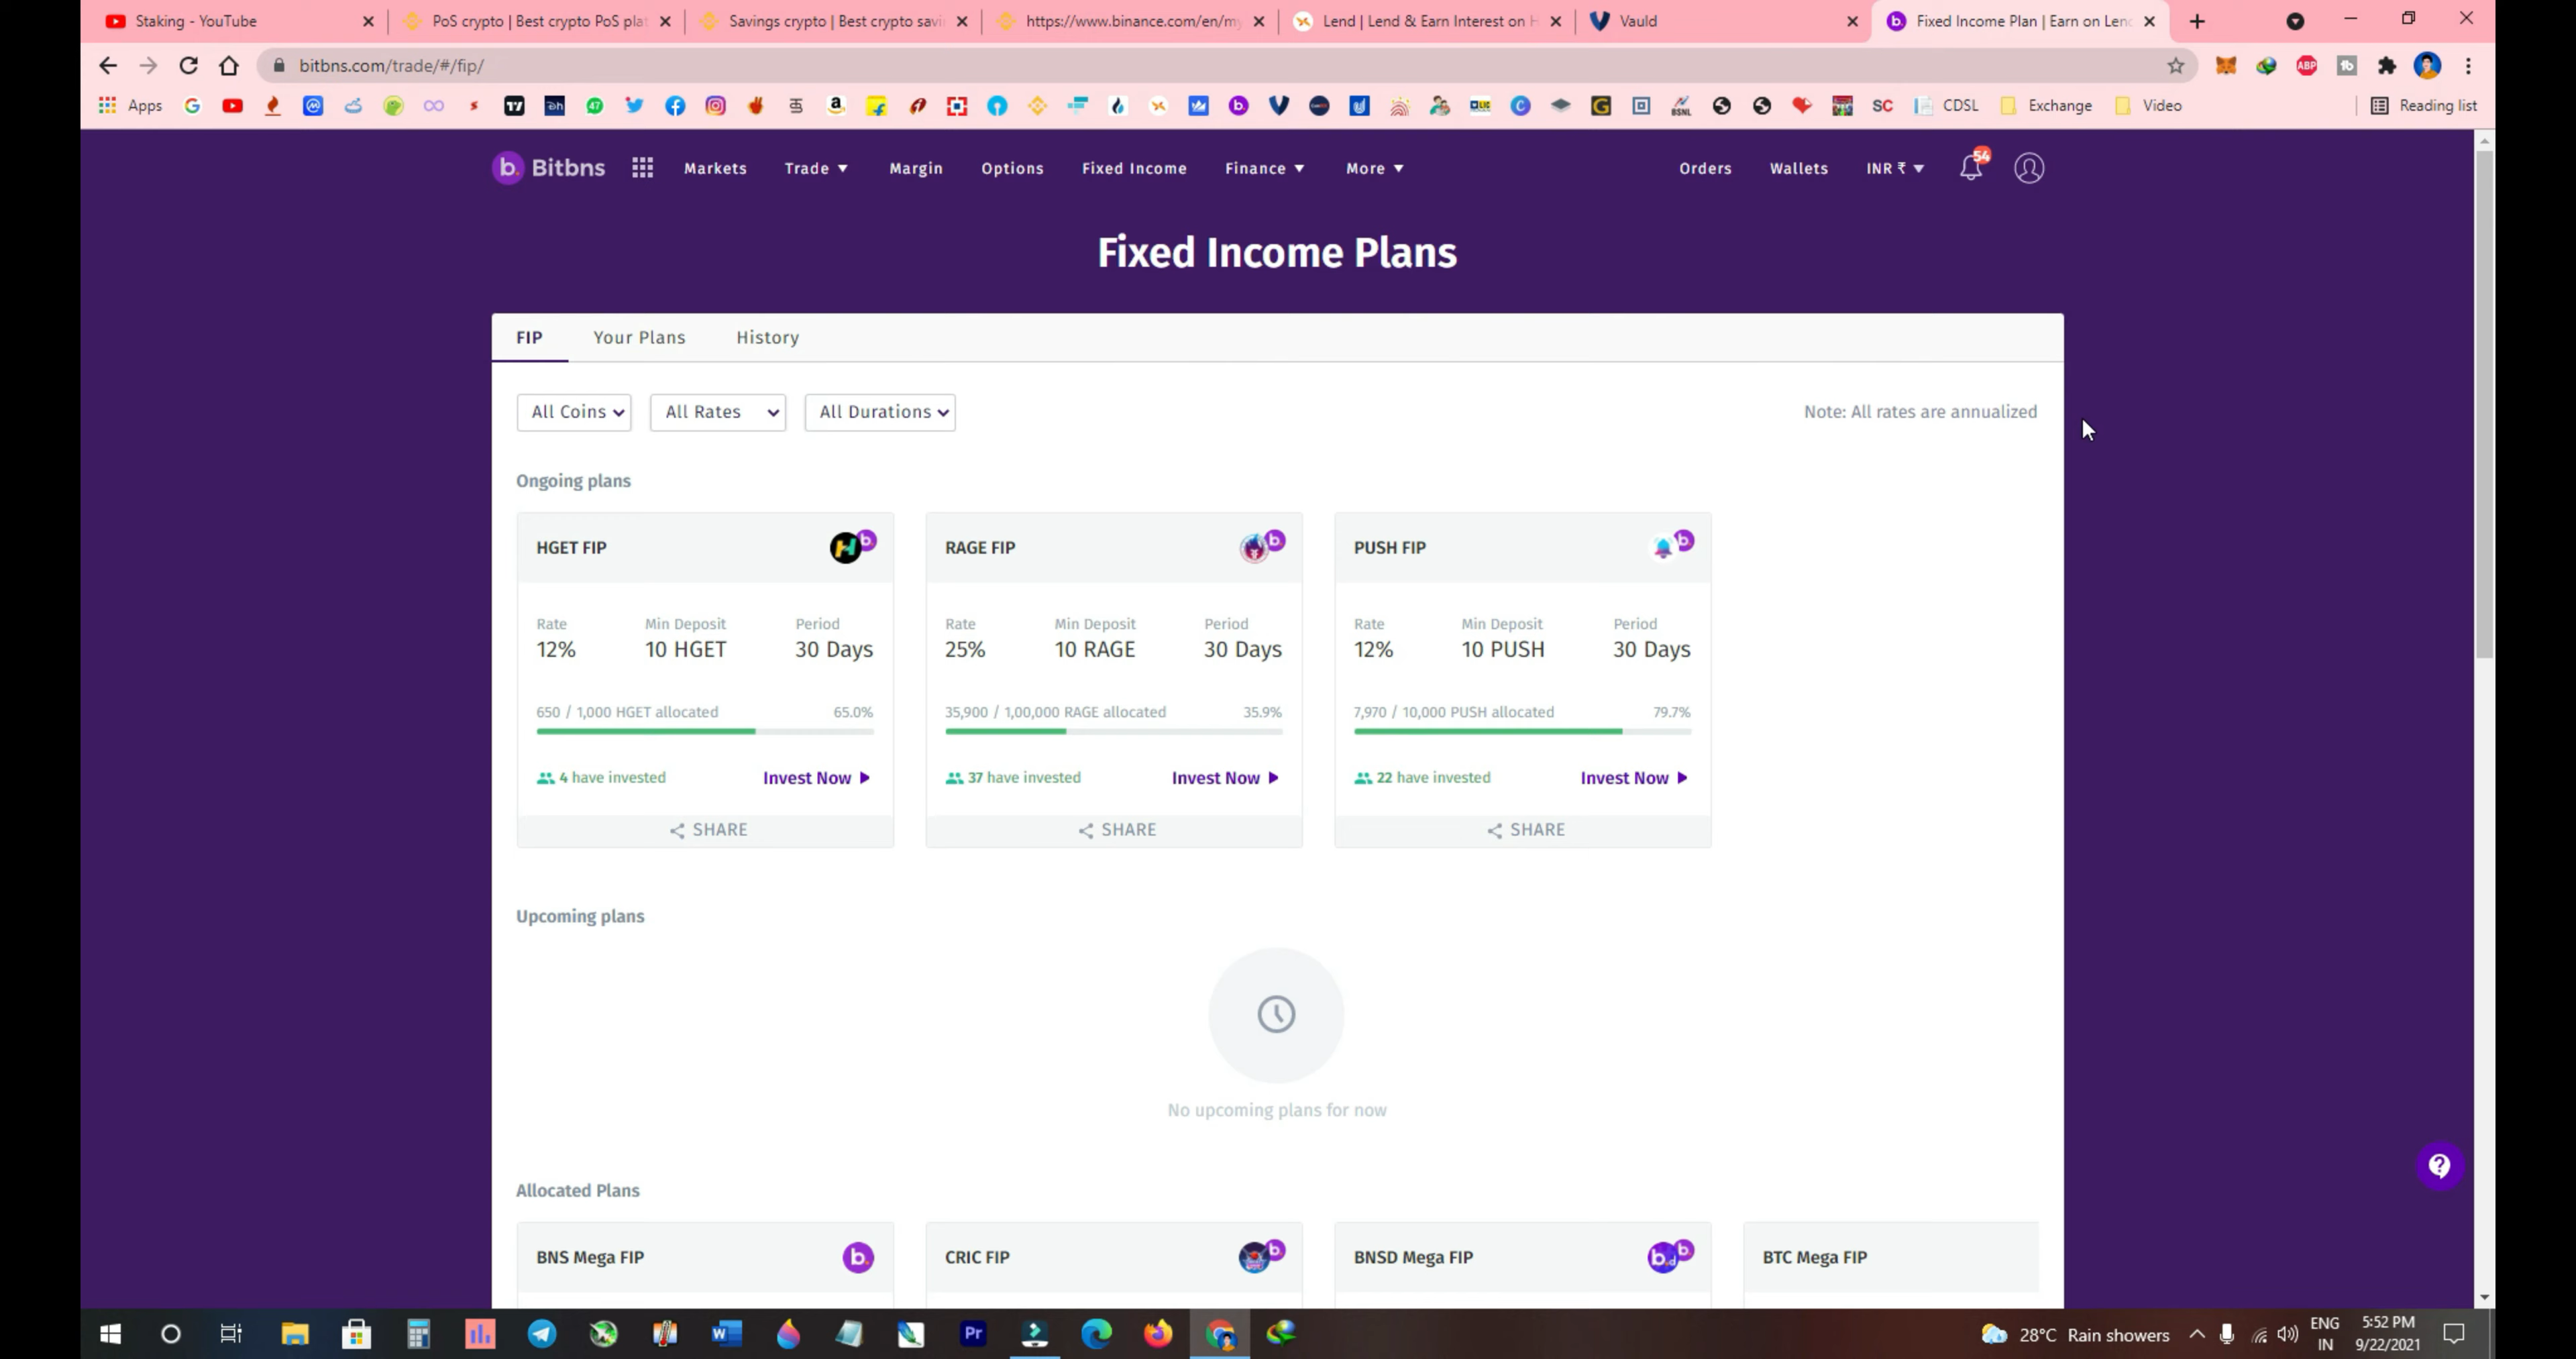 Staking - YouTube
PoS crypto | Best crypto PoS pla
Savings crypto | Best crypto savi
https://www.binance.com/en/my
Lend | Lend & Earn Interest on H
Vauld
Fixed Income Plan | Earn on Lend
bitbns.com/trade/#/fip/
Apps
CDSL
Exchange
Video
Reading list
b. Bitbns
Markets
Trade
Margin
Options
Fixed Income
Finance
More
Orders
Wallets
INR ₹
54
Fixed Income Plans
FIP
Your Plans
History
All Coins
All Rates
All Durations
Note: All rates are annualized
Ongoing plans
HGET FIP
Rate
Min Deposit
Period
12%
10 HGET
30 Days
650 / 1,000 HGET allocated
65.0%
4 have invested
Invest Now
SHARE
RAGE FIP
Rate
Min Deposit
Period
25%
10 RAGE
30 Days
35,900 / 1,00,000 RAGE allocated
35.9%
37 have invested
Invest Now
SHARE
PUSH FIP
Rate
Min Deposit
Period
12%
10 PUSH
30 Days
7,970 / 10,000 PUSH allocated
79.7%
22 have invested
Invest Now
SHARE
Upcoming plans
No upcoming plans for now
Allocated Plans
BNS Mega FIP
CRIC FIP
BNSD Mega FIP
BTC Mega FIP
28°C Rain showers
ENG
IN
5:52 PM
9/22/2021